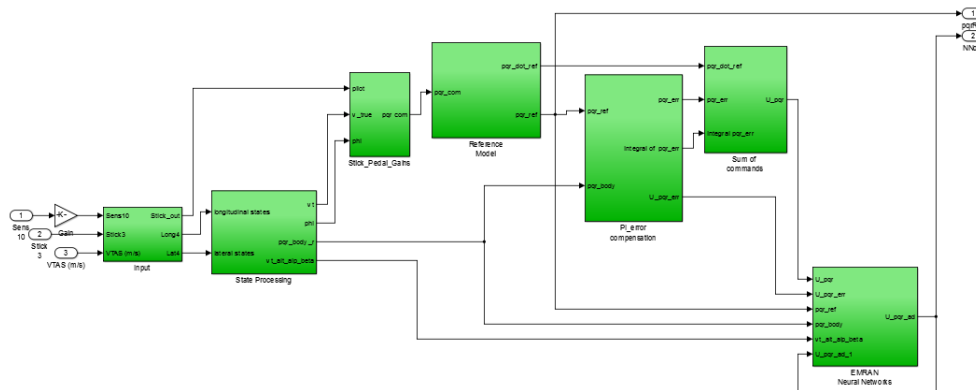 1
pqrR
2
NNo
pqr_dot_ref
pqr_com
pqr_ref
Reference
Model
pqr_dot_ref
pqr_err
U_pqr
Integral pqr_err
Sum of
commands
pilot
v_true
pqr com
phi
Stick_Pedal_Gains
pqr_ref
pqr_err
Integral of pqr_err
pqr_body
U_pqr_err
PI_error
compensation
1
Sens
10
-K-
Gain
2
Stick
3
3
VTAS (m/s)
Sens10
Stick_out
Stick3
Long4
VTAS (m/s)
Lat4
Input
longitudinal states
vt
phi
pqr_body_r
lateral states
vt_alt_alp_beta
State Processing
U_pqr
U_pqr_err
pqr_ref
U_pqr_ad
pqr_body
vt_alt_alp_beta
U_pqr_ad_1
EMRAN
Neural Networks